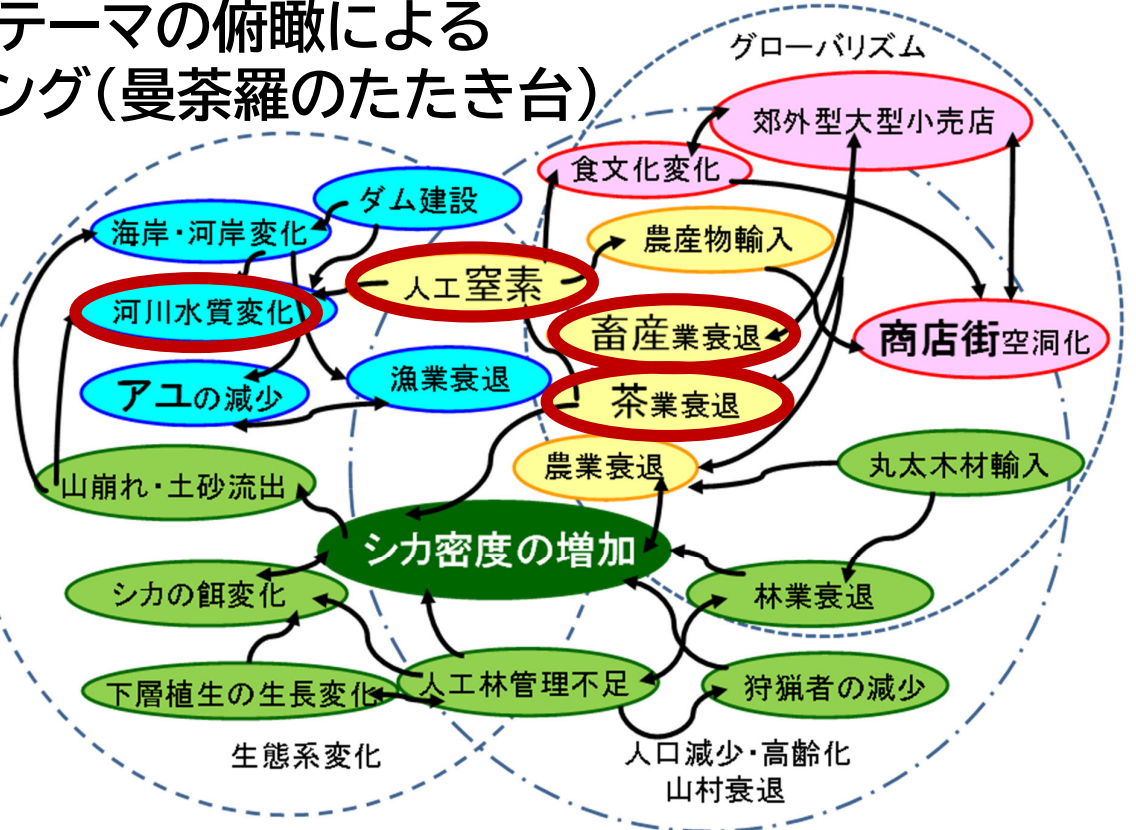 テーマの俯瞰による
ング(曼荼羅のたたき台)
グローバリズム
郊外型大型小売店
食文化変化
ダム建設
海岸・河岸変化
農産物輸入
人工窒素
河川水質変化
畜産業衰退
商店街空洞化
漁業衰退
アユの減少
茶業衰退
農業衰退
丸太木材輸入
山崩れ・土砂流出
シカ密度の増加
シカの餌変化
林業衰退
下層植生の生長変化
人工林管理不足
狩猟者の減少
生態系変化
人口減少・高齢化
山村衰退